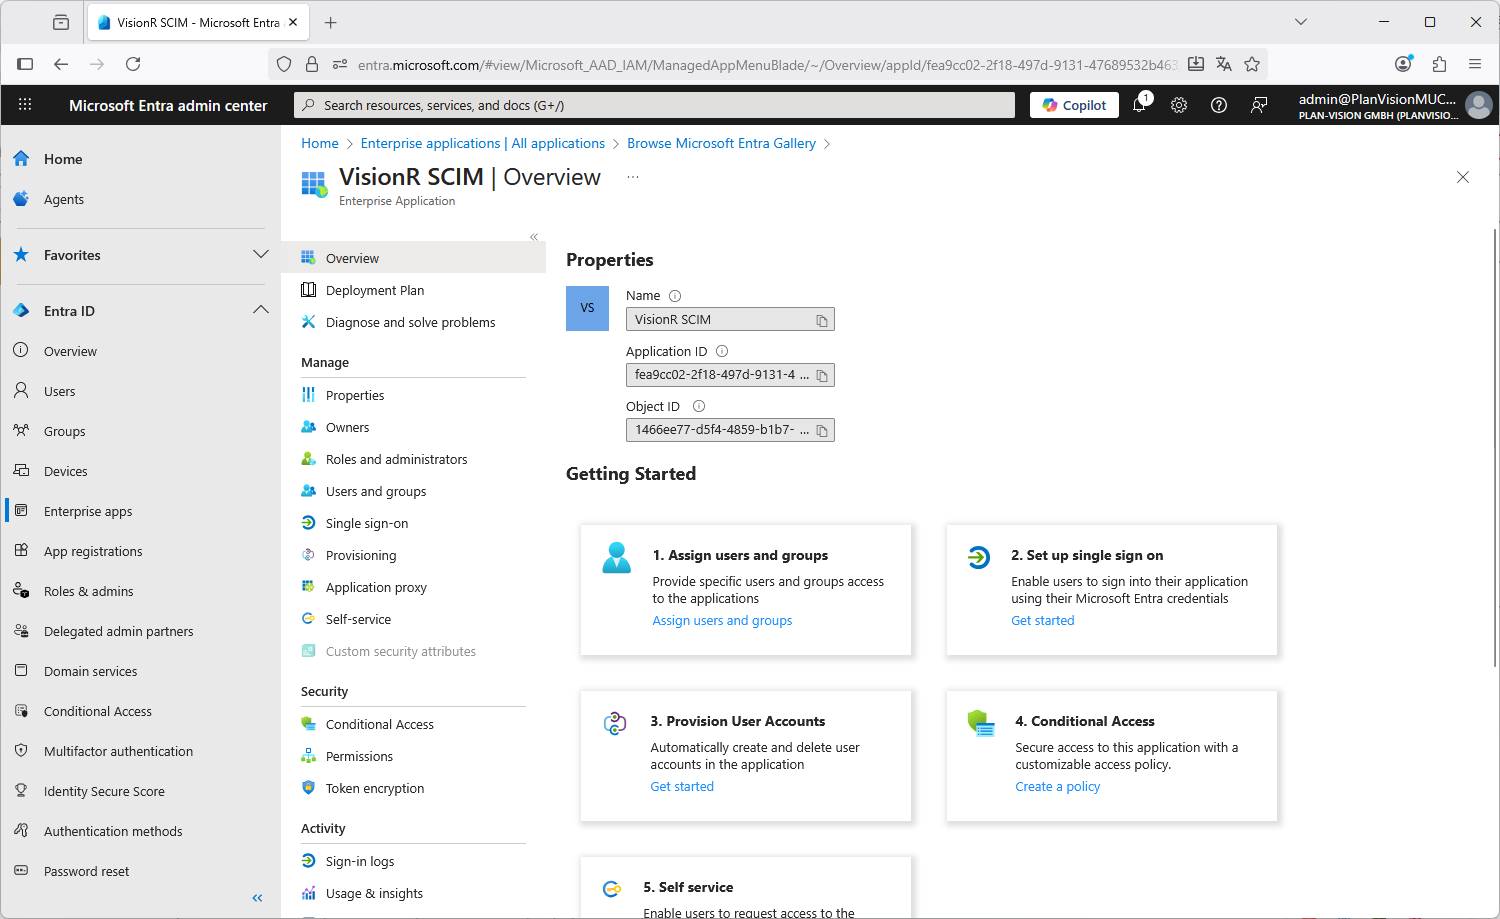 VisionR SCIM - Microsoft Entra
entra.microsoft.com/#view/Microsoft_AAD_IAM/ManagedAppMenuBlade/~/Overview/appId/fea9cc02-2f18-497d-9131-47689532b463
Microsoft Entra admin center
Search resources, services, and docs (G+/)
Copilot
1
admin@PlanVisionMUC...
PLAN-VISION GMBH (PLANVISIO...
Home
Agents
Favorites
Entra ID
Overview
Users
Groups
Devices
Enterprise apps
App registrations
Roles & admins
Delegated admin partners
Domain services
Conditional Access
Multifactor authentication
Identity Secure Score
Authentication methods
Password reset
Home > Enterprise applications | All applications > Browse Microsoft Entra Gallery >
VisionR SCIM | Overview ...
Enterprise Application
Overview
Deployment Plan
Diagnose and solve problems
Manage
Properties
Owners
Roles and administrators
Users and groups
Single sign-on
Provisioning
Application proxy
Self-service
Custom security attributes
Security
Conditional Access
Permissions
Token encryption
Activity
Sign-in logs
Usage & insights
Properties
VS
Name
VisionR SCIM
Application ID
fea9cc02-2f18-497d-9131-4 ...
Object ID
1466ee77-d5f4-4859-b1b7- ...
Getting Started
1. Assign users and groups
Provide specific users and groups access
to the applications
Assign users and groups
2. Set up single sign on
Enable users to sign into their application
using their Microsoft Entra credentials
Get started
3. Provision User Accounts
Automatically create and delete user
accounts in the application
Get started
4. Conditional Access
Secure access to this application with a
customizable access policy.
Create a policy
5. Self service
Enable users to request access to the